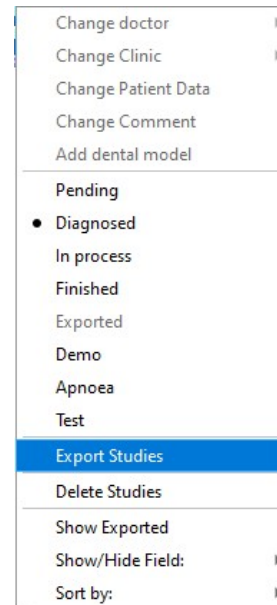 Change doctor
Change Clinic
Change Patient Data
Change Comment
Add dental model
Pending
Diagnosed
In process
Finished
Exported
Demo
Apnoea
Test
Export Studies
Delete Studies
Show Exported
Show/Hide Field:
Sort by: